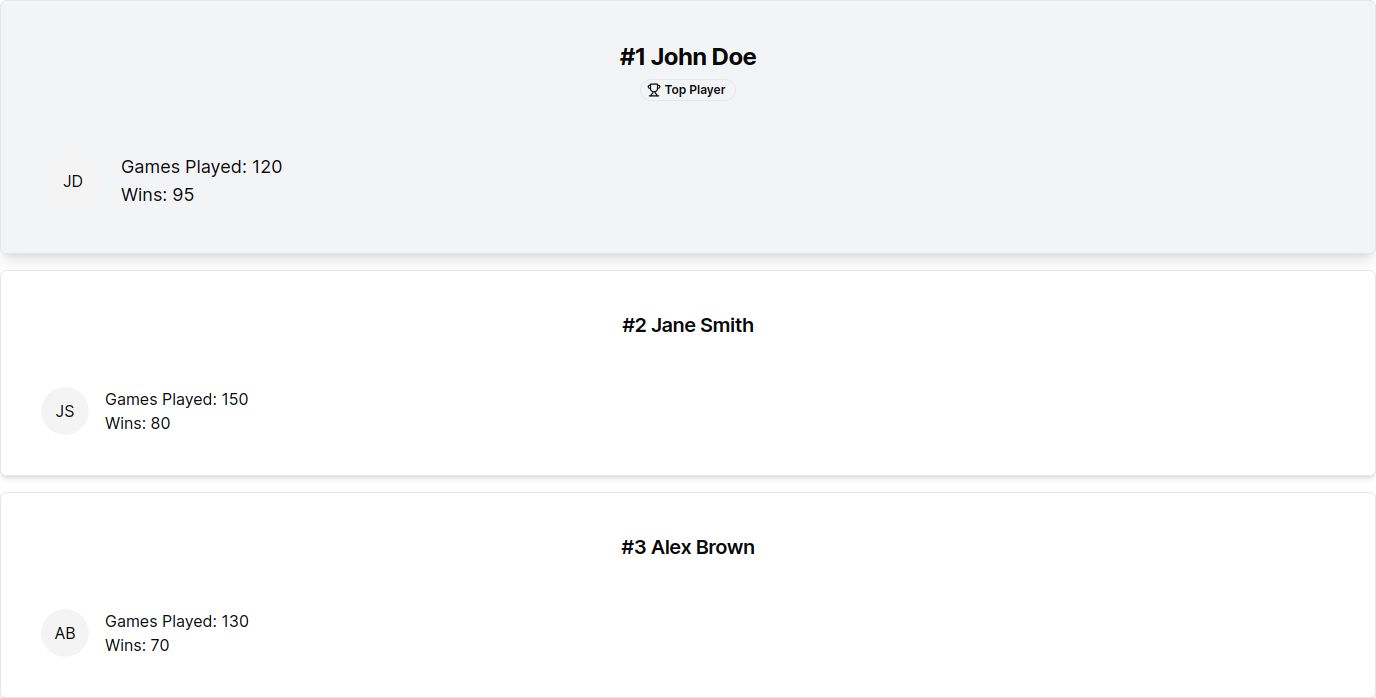 #1 John Doe
Top Player
JD
Games Played: 120
Wins: 95
#2 Jane Smith
JS
Games Played: 150
Wins: 80
#3 Alex Brown
AB
Games Played: 130
Wins: 70